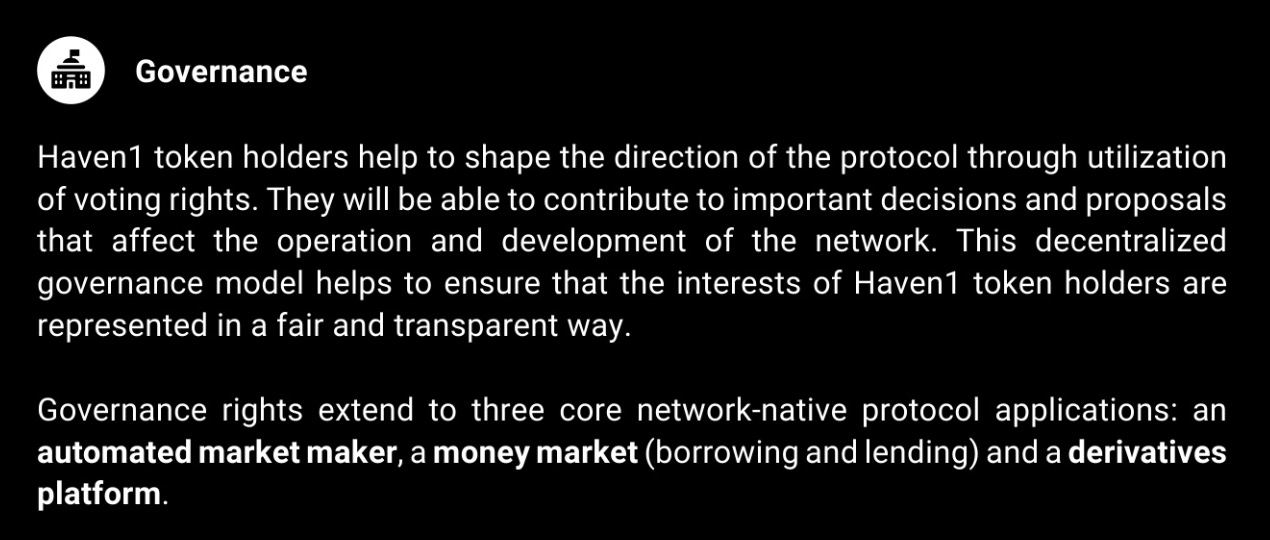 Governance
Haven1 token holders help to shape the direction of the protocol through utilization
of voting rights. They will be able to contribute to important decisions and proposals
that affect the operation and development of the network. This decentralized
governance model helps to ensure that the interests of Haven1 token holders are
represented in a fair and transparent way.
Governance rights extend to three core network-native protocol applications: an
automated market maker, a money market (borrowing and lending) and a derivatives
platform.